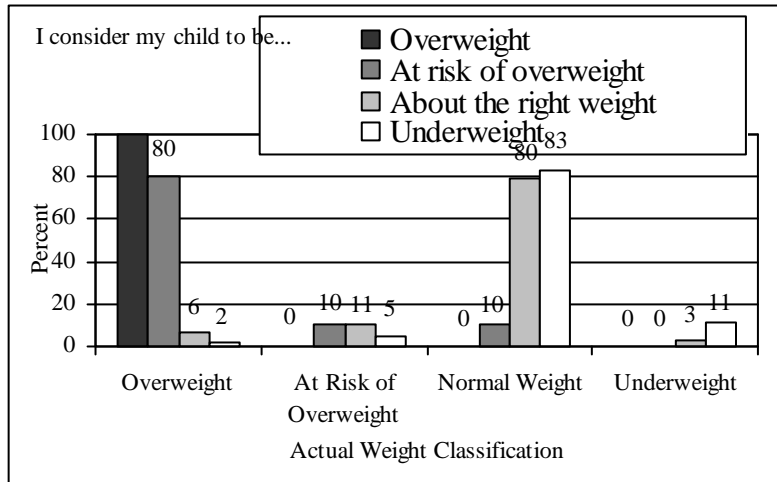 I consider my child to be...
Overweight
At risk of overweight
About the right weight
Underweight
Percent
100
80
60
40
20
0
80
6
2
0
10
11
5
0
10
80
83
0
0
3
11
Overweight
At Risk of
Overweight
Normal Weight
Underweight
Actual Weight Classification